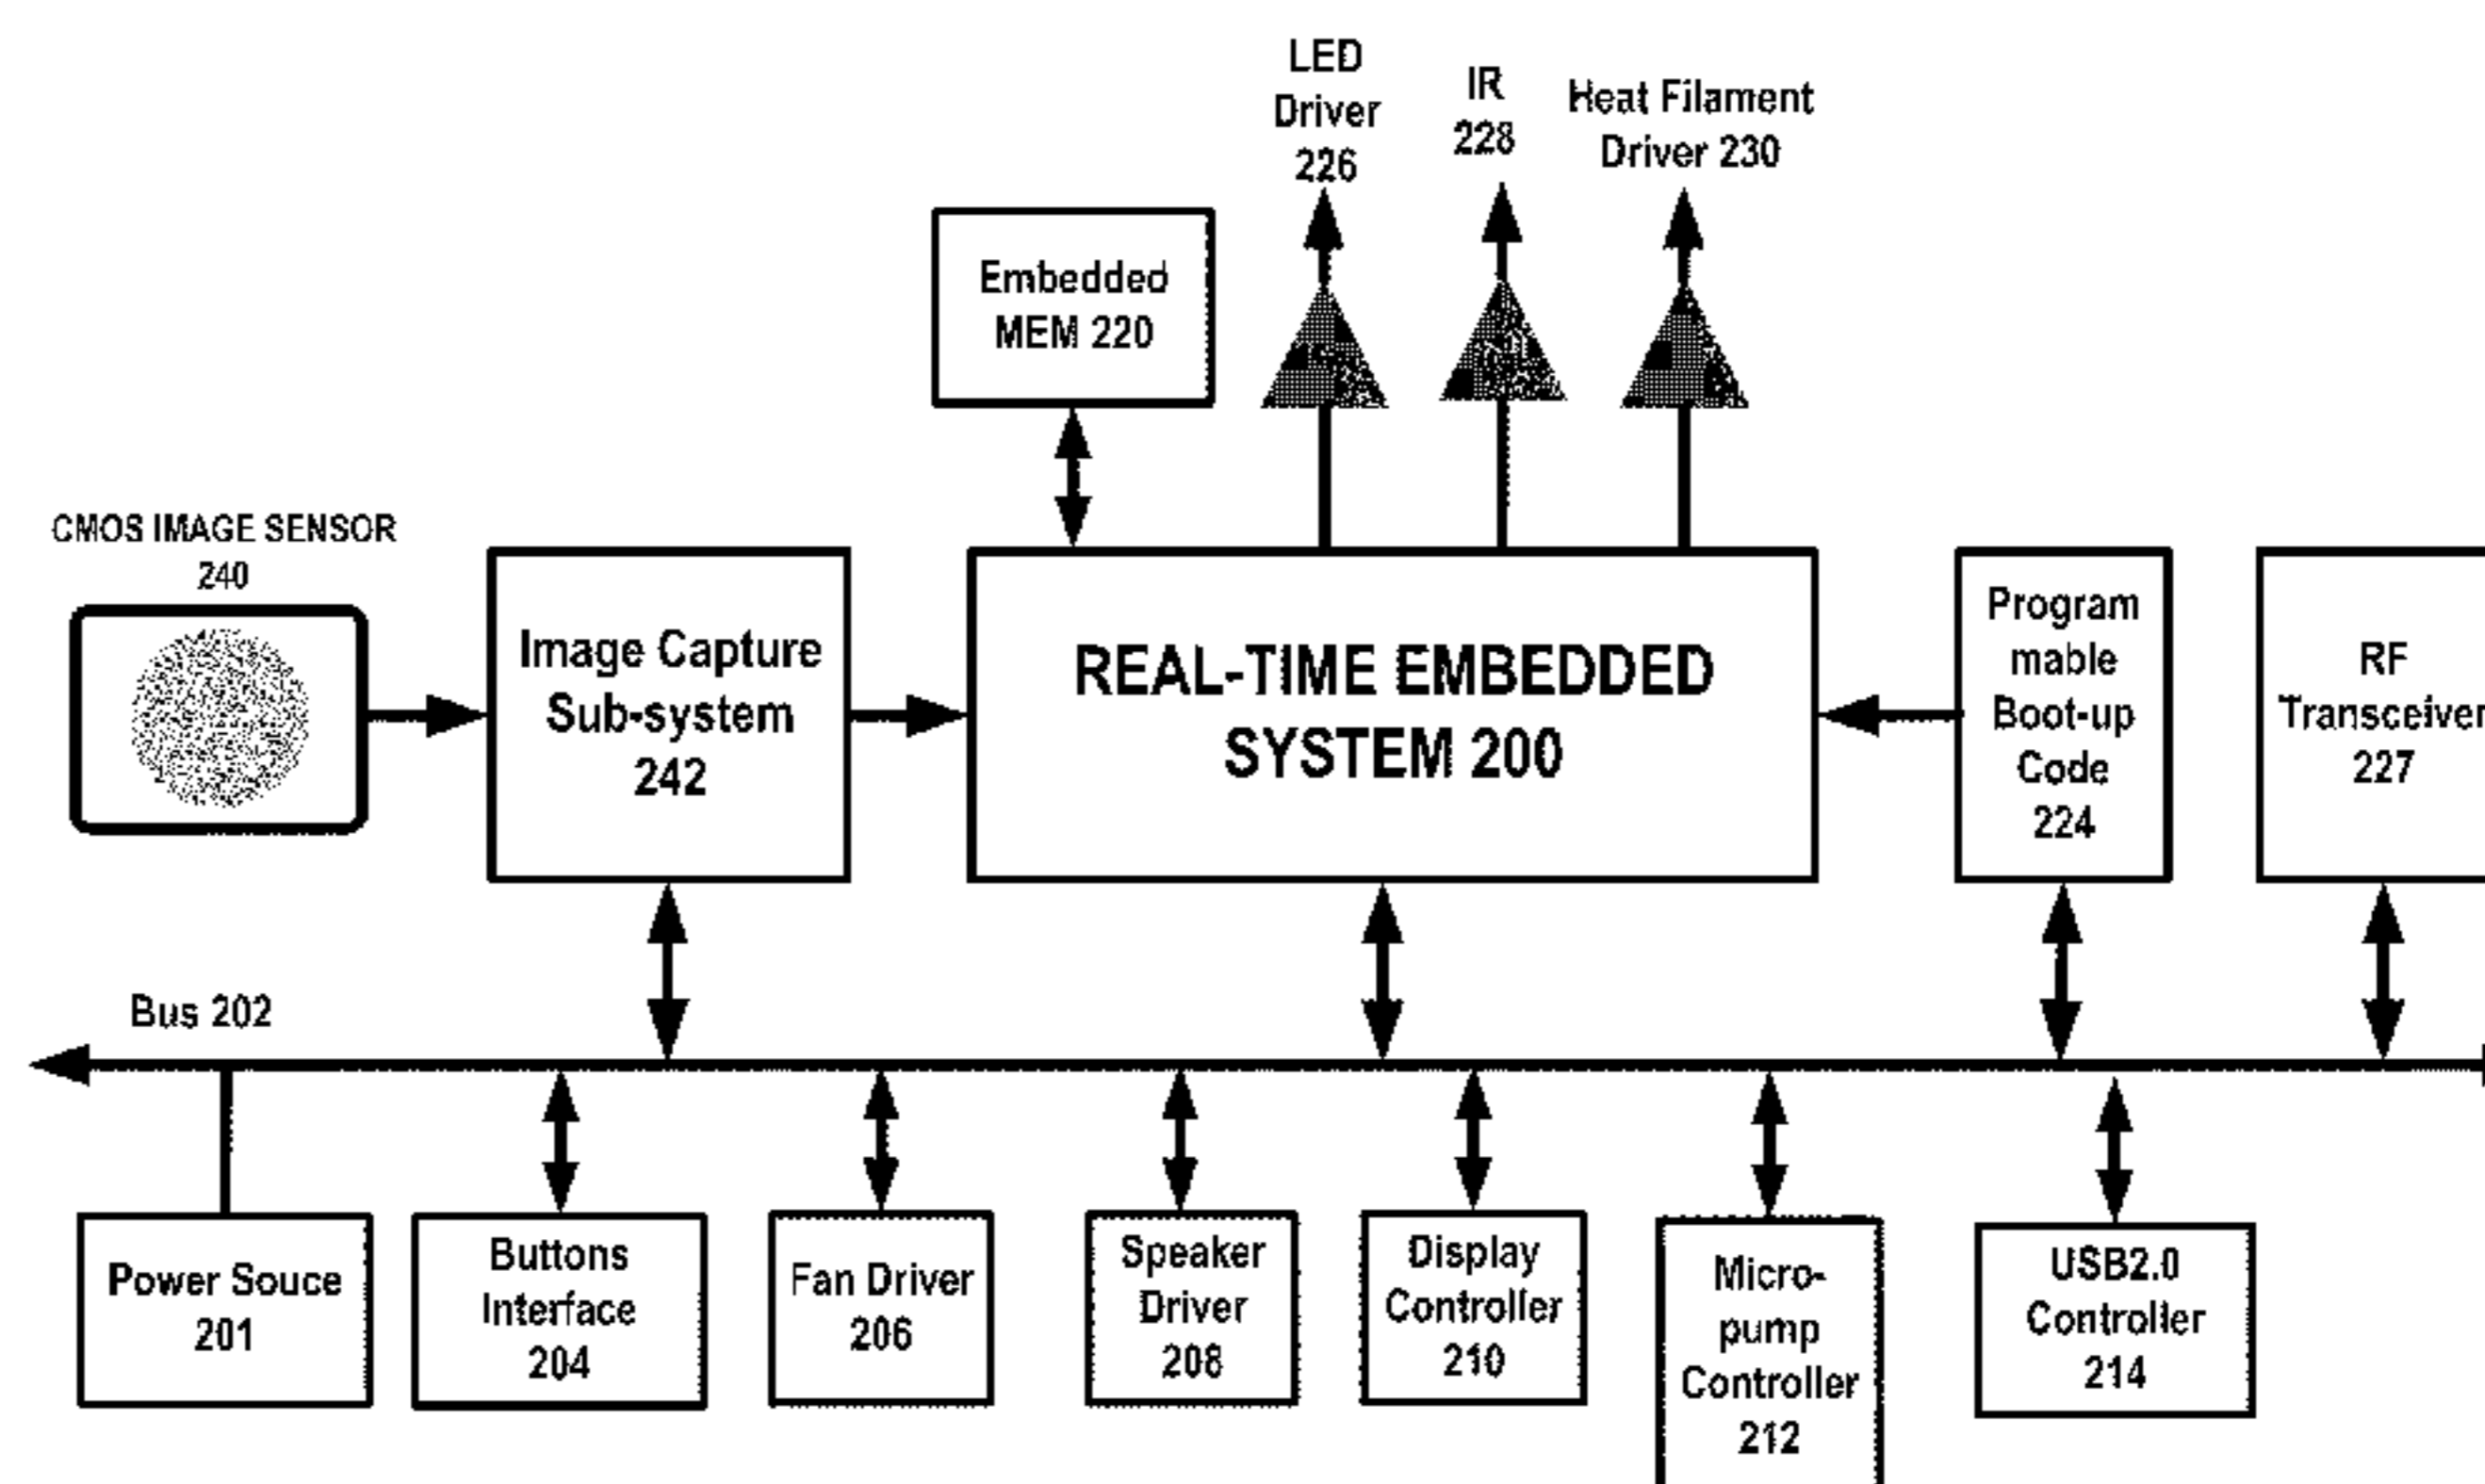 LED
Driver
226
IR
228
Heat Filament
Driver 230
Embedded
MEM 220
CMOS IMAGE SENSOR
240
Image Capture
Sub-system
242
REAL-TIME EMBEDDED
SYSTEM 200
Program
mable
Boot-up
Code
224
RF
Transceiver
227
Bus 202
Power Souce
201
Buttons
Interface
204
Fan Driver
206
Speaker
Driver
208
Display
Controller
210
Micro-
pump
Controller
212
USB2.0
Controller
214